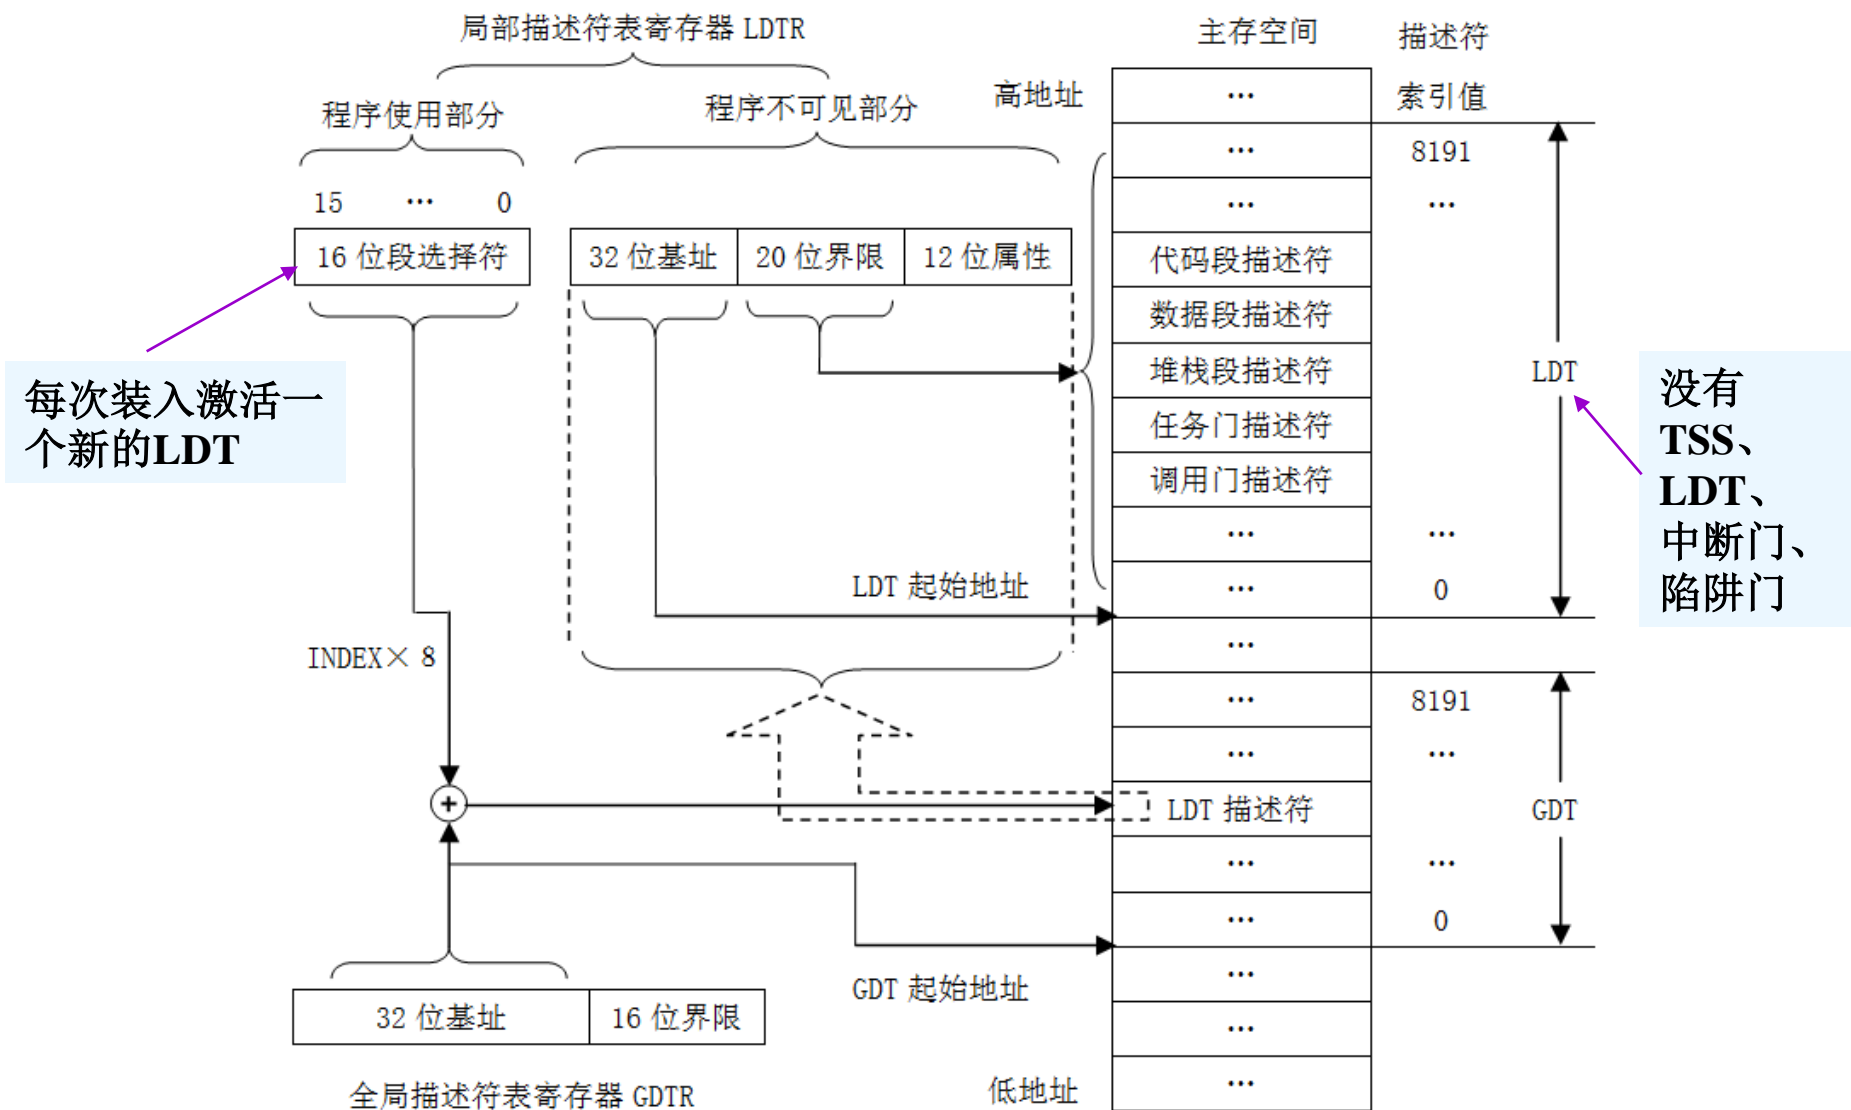 局部描述符表寄存器 LDTR
主存空间
描述符
程序使用部分
程序不可见部分
高地址
…
索引值
…
8191
15 … 0
…
…
16 位段选择符
32 位基址
20 位界限
12 位属性
代码段描述符
数据段描述符
堆栈段描述符
LDT
任务门描述符
调用门描述符
每次装入激活一
个新的LDT
没有
TSS、
LDT、
中断门、
陷阱门
…
…
LDT 起始地址
…
0
INDEX× 8
…
…
8191
…
…
+
LDT 描述符
GDT
…
…
…
0
GDT 起始地址
…
32 位基址
16 位界限
…
全局描述符表寄存器 GDTR
低地址
…